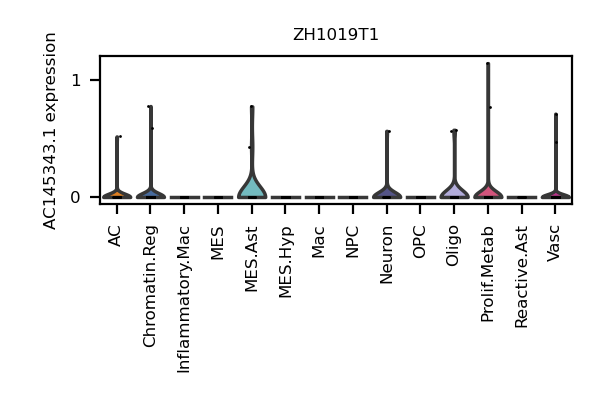 ZH1019T1
AC145343.1 expression
1
0
AC
Chromatin.Reg
Inflammatory.Mac
MES
MES.Ast
MES.Hyp
Mac
NPC
Neuron
OPC
Oligo
Prolif.Metab
Reactive.Ast
Vasc